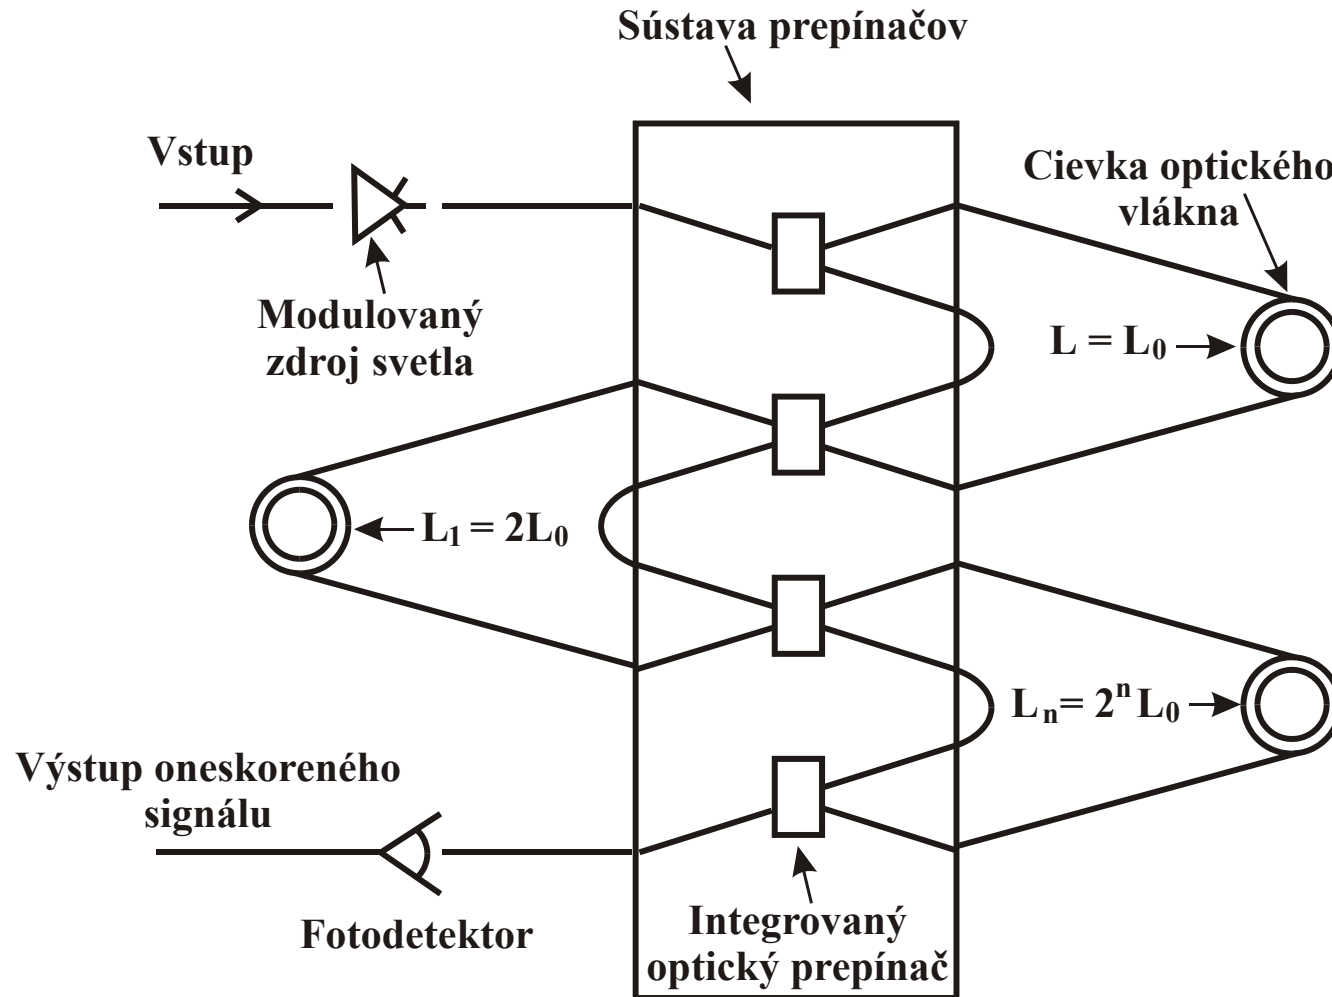 Sústava prepínačov
Vstup
Cievka optického
vlákna
Modulovaný
zdroj svetla
L = L₀
L₁ = 2L₀
Lₙ = 2ⁿ L₀
Výstup oneskoreného
signálu
Fotodetektor
Integrovaný
optický prepínač